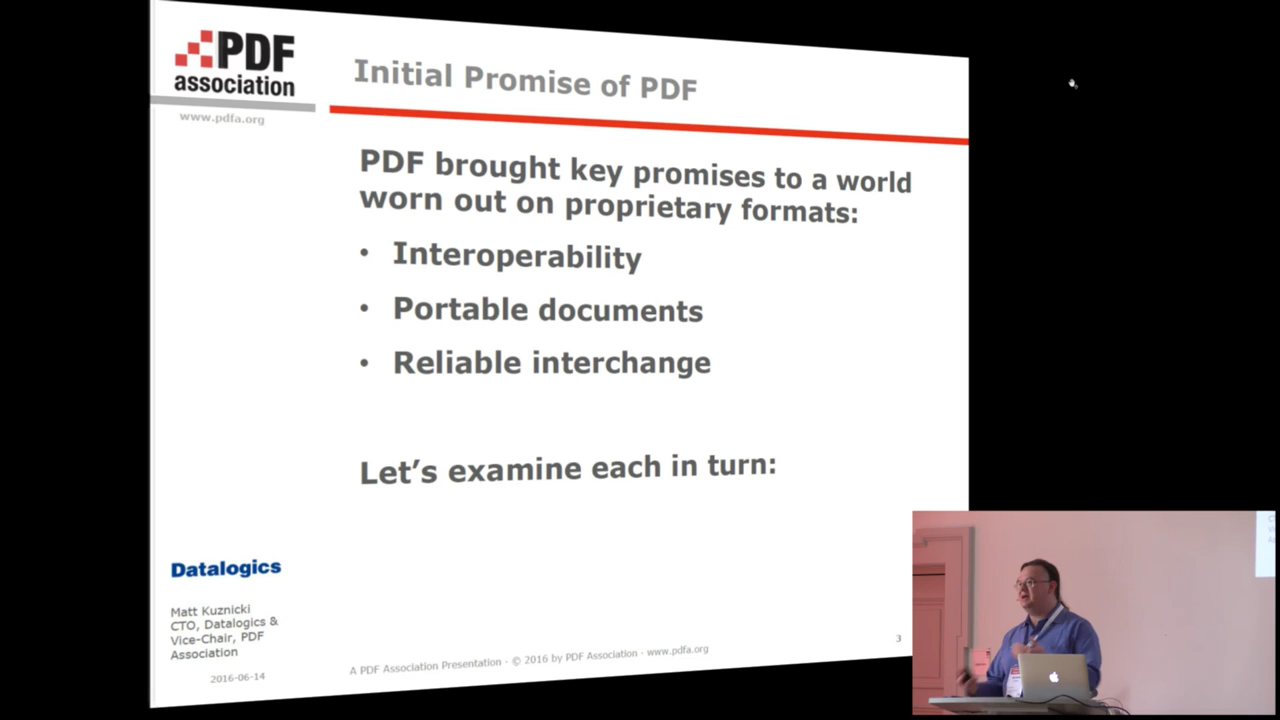 PDF
association
www.pdfa.org
Initial Promise of PDF
PDF brought key promises to a world
worn out on proprietary formats:
• Interoperability
• Portable documents
• Reliable interchange
Let’s examine each in turn:
Datalogics
Matt Kuznicki
CTO, Datalogics &
Vice-Chair, PDF
Association
2016-06-14
A PDF Association Presentation · © 2016 by PDF Association · www.pdfa.org
3